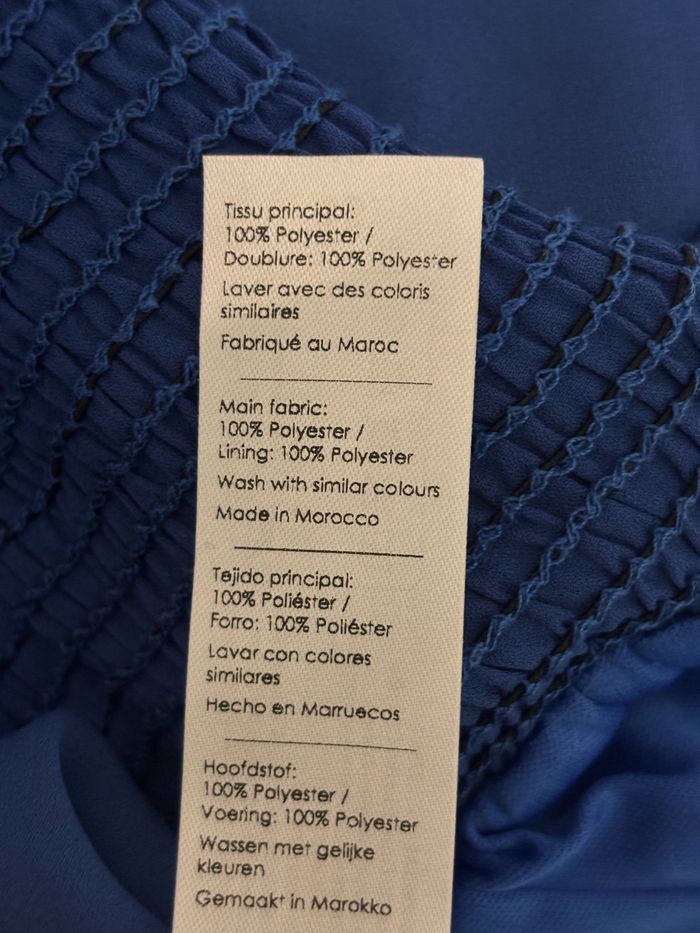 Tissu principal:
100% Polyester /
Doublure: 100% Polyester
Laver avec des coloris
similaires
Fabriqué au Maroc
Main fabric:
100% Polyester /
Lining: 100% Polyester
Wash with similar colours
Made in Morocco
Tejido principal:
100% Poliéster /
Forro: 100% Poliéster
Lavar con colores
similares
Hecho en Marruecos
Hoofdstof:
100% Polyester /
Voering: 100% Polyester
Wassen met gelijke
kleuren
Gemaakt in Marokko